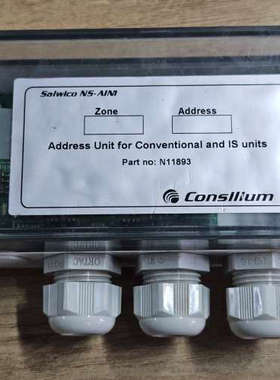 Salwico NS-AIM
Zone
Address
Address Unit for Conventional and IS units
Part no: N11893
Consilium